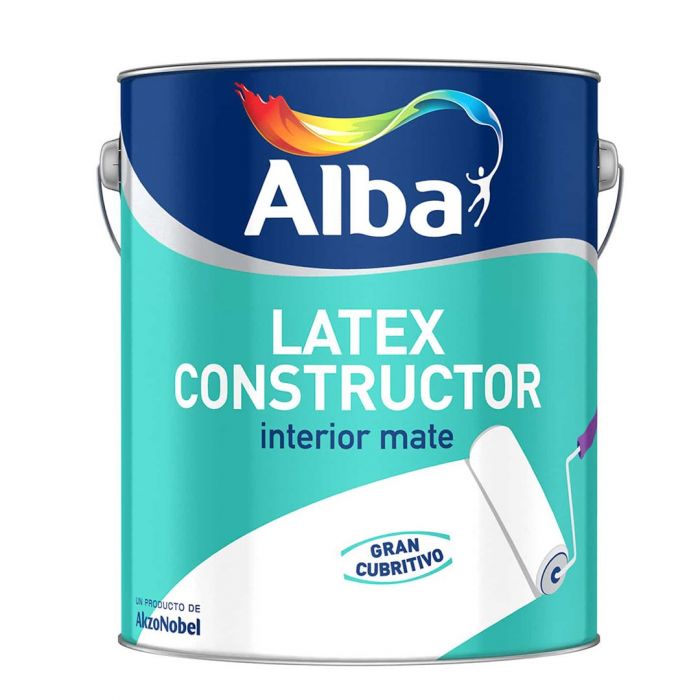 Alba
LATEX
CONSTRUCTOR
interior mate
GRAN
CUBRITIVO
UN PRODUCTO DE
AkzoNobel